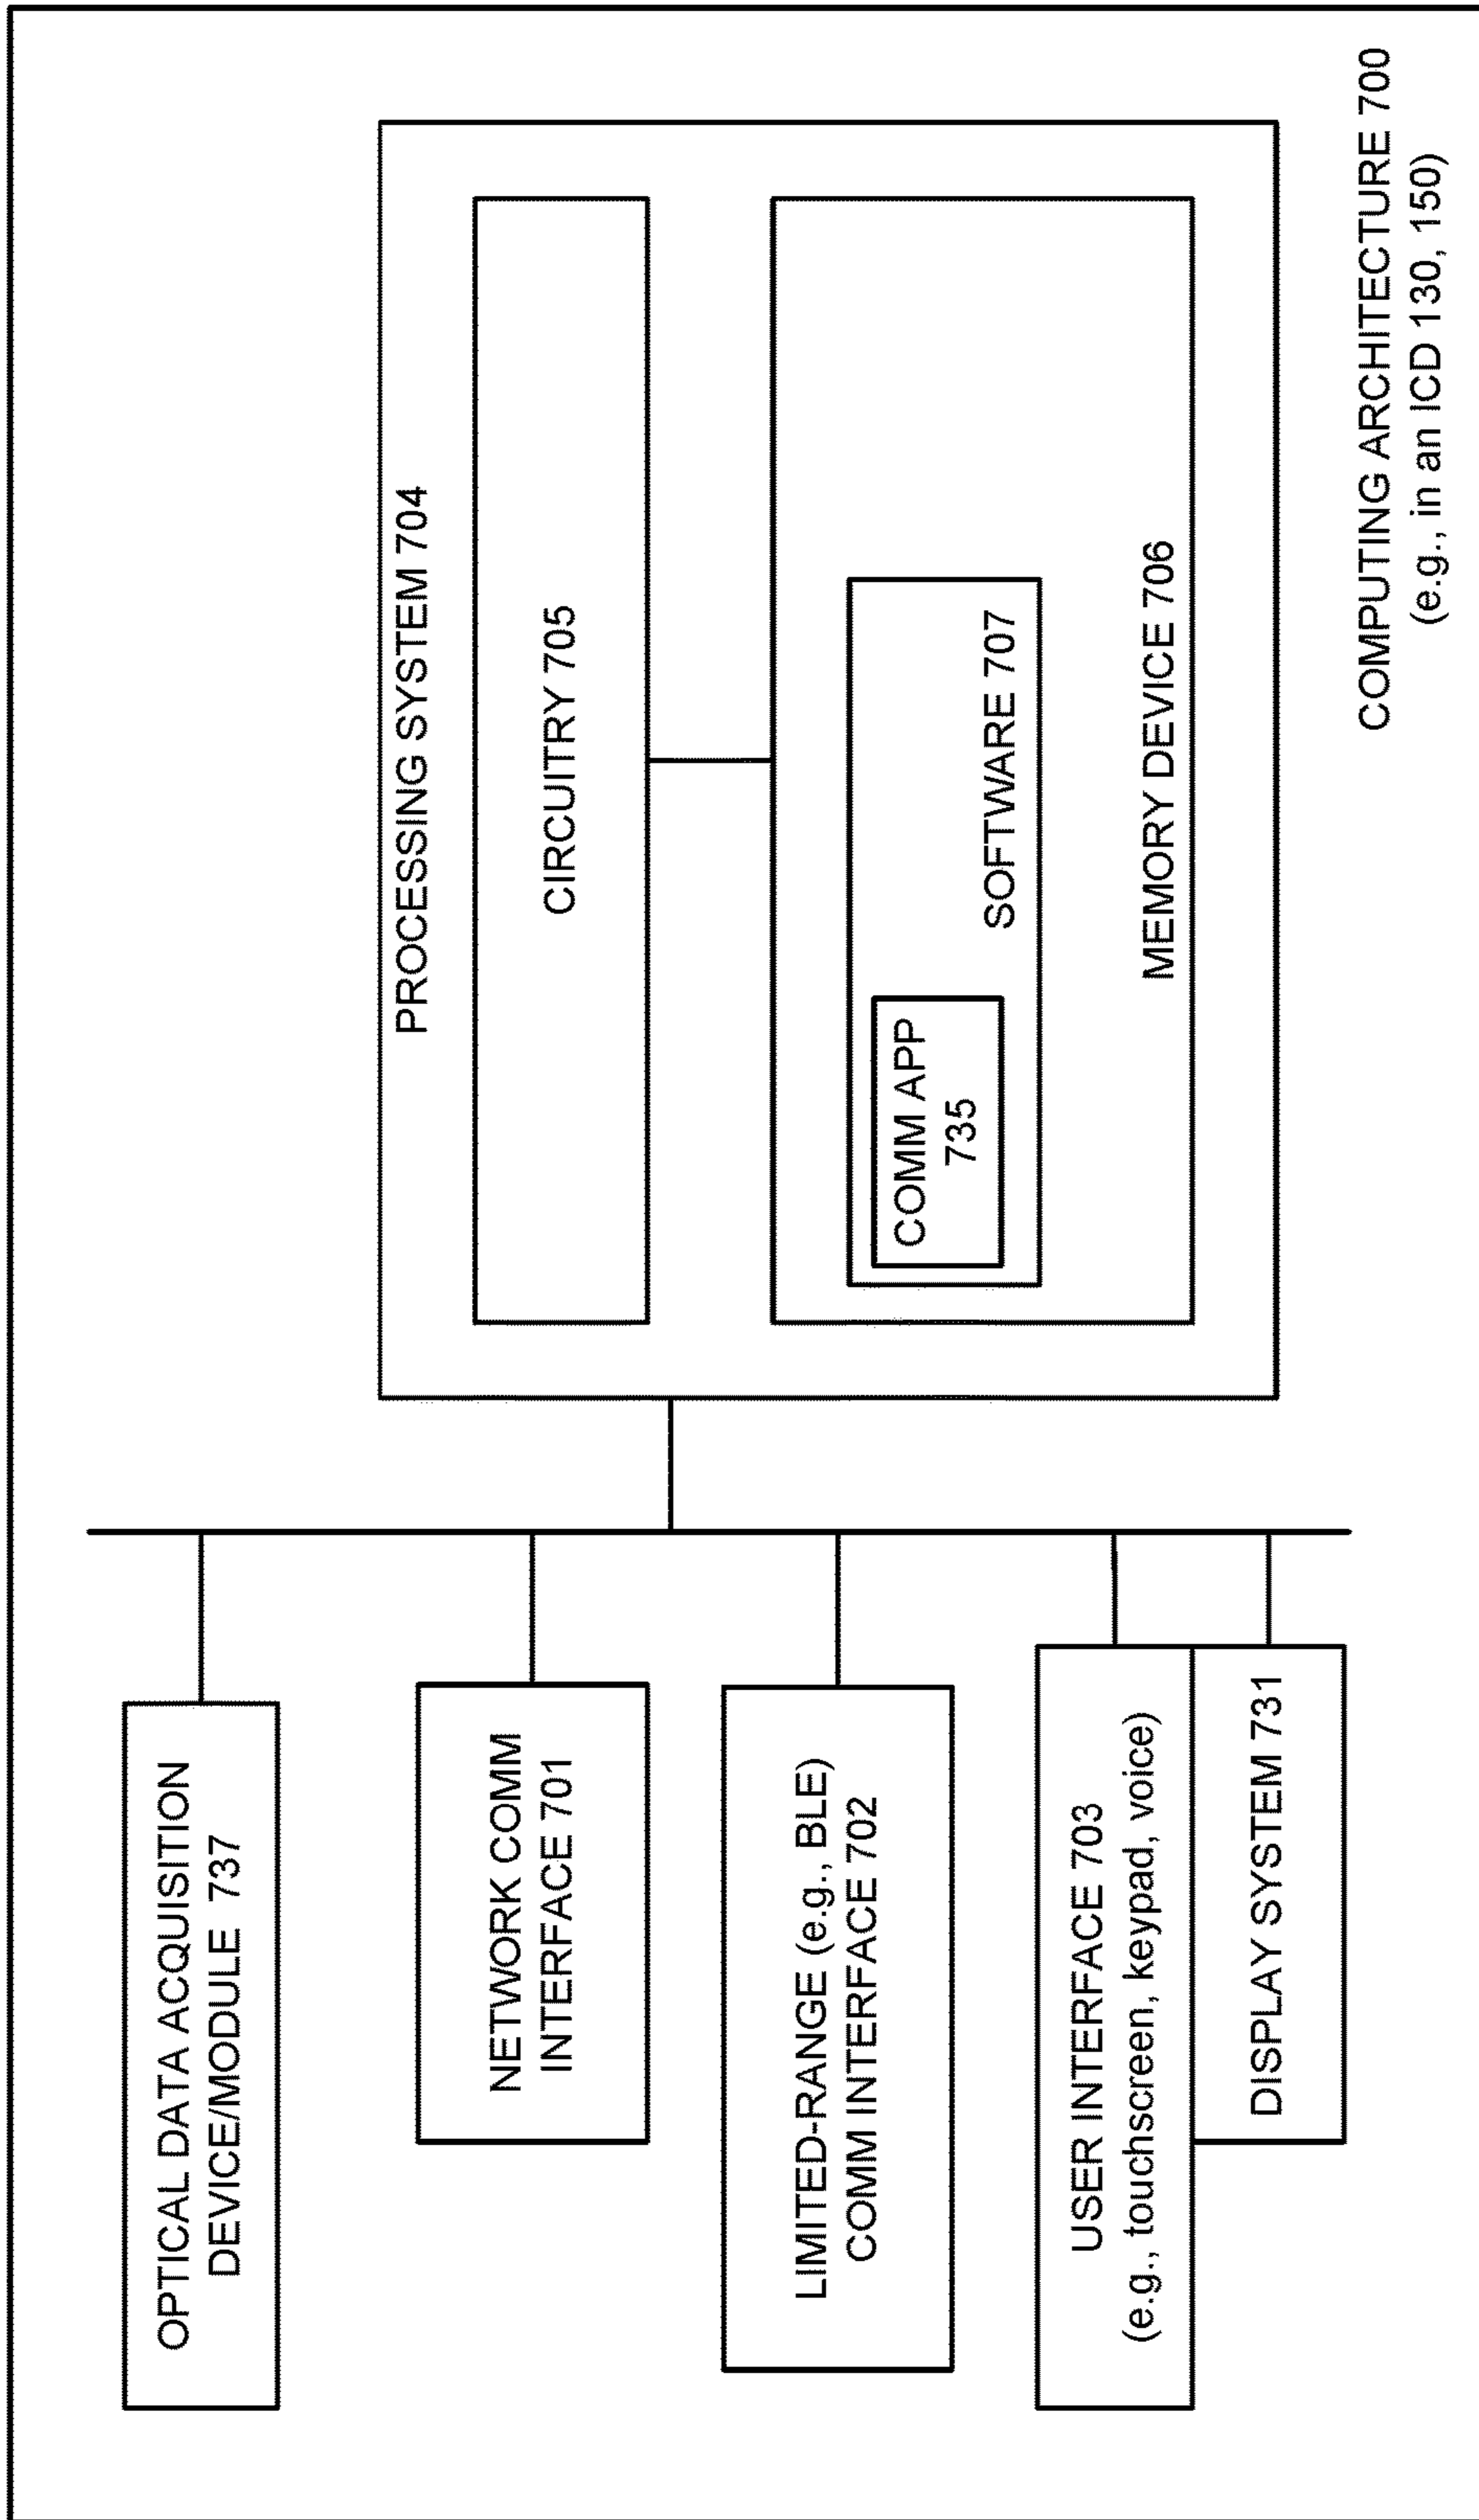 OPTICAL DATA ACQUISITION
DEVICE/MODULE 737
NETWORK COMM
INTERFACE 701
LIMITED-RANGE (e.g., BLE)
COMM INTERFACE 702
USER INTERFACE 703
(e.g., touchscreen, keypad, voice)
DISPLAY SYSTEM 731
PROCESSING SYSTEM 704
CIRCUITRY 705
COMM APP
735
SOFTWARE 707
MEMORY DEVICE 706
COMPUTING ARCHITECTURE 700
(e.g., in an ICD 130, 150)